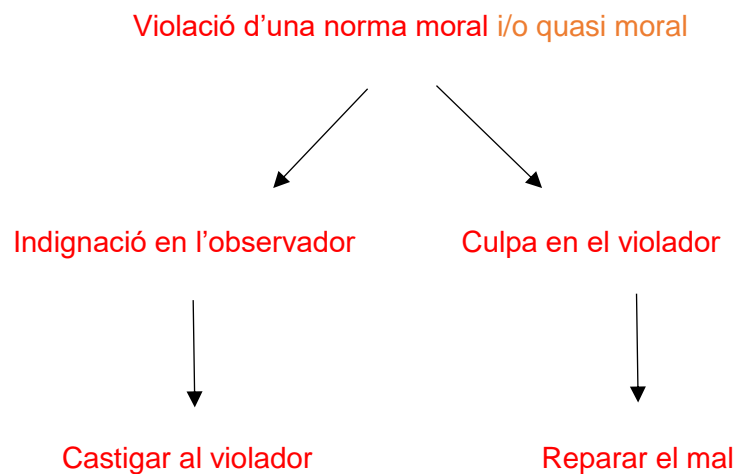 Violació d’una norma moral i/o quasi moral
Indignació en l’observador
Culpa en el violador
Castigar al violador
Reparar el mal